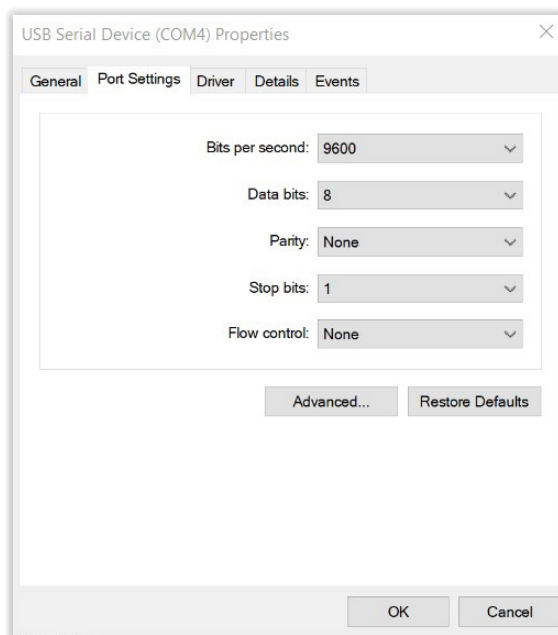 USB Serial Device (COM4) Properties
General Port Settings Driver Details Events
Bits per second: 9600
Data bits: 8
Parity: None
Stop bits: 1
Flow control: None
Advanced... Restore Defaults
OK Cancel